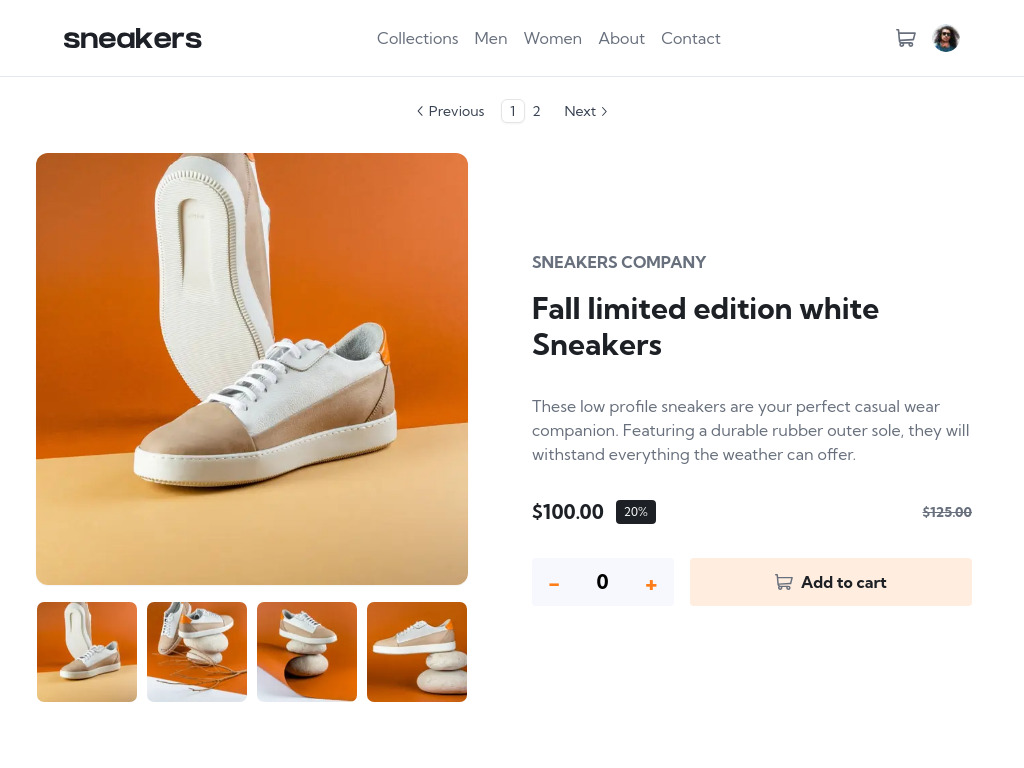 sneakers
Collections Men Women About Contact
Previous 1 2 Next
SNEAKERS COMPANY
Fall limited edition white
Sneakers
These low profile sneakers are your perfect casual wear
companion. Featuring a durable rubber outer sole, they will
withstand everything the weather can offer.
$100.00 20% $125.00
- 0 + Add to cart